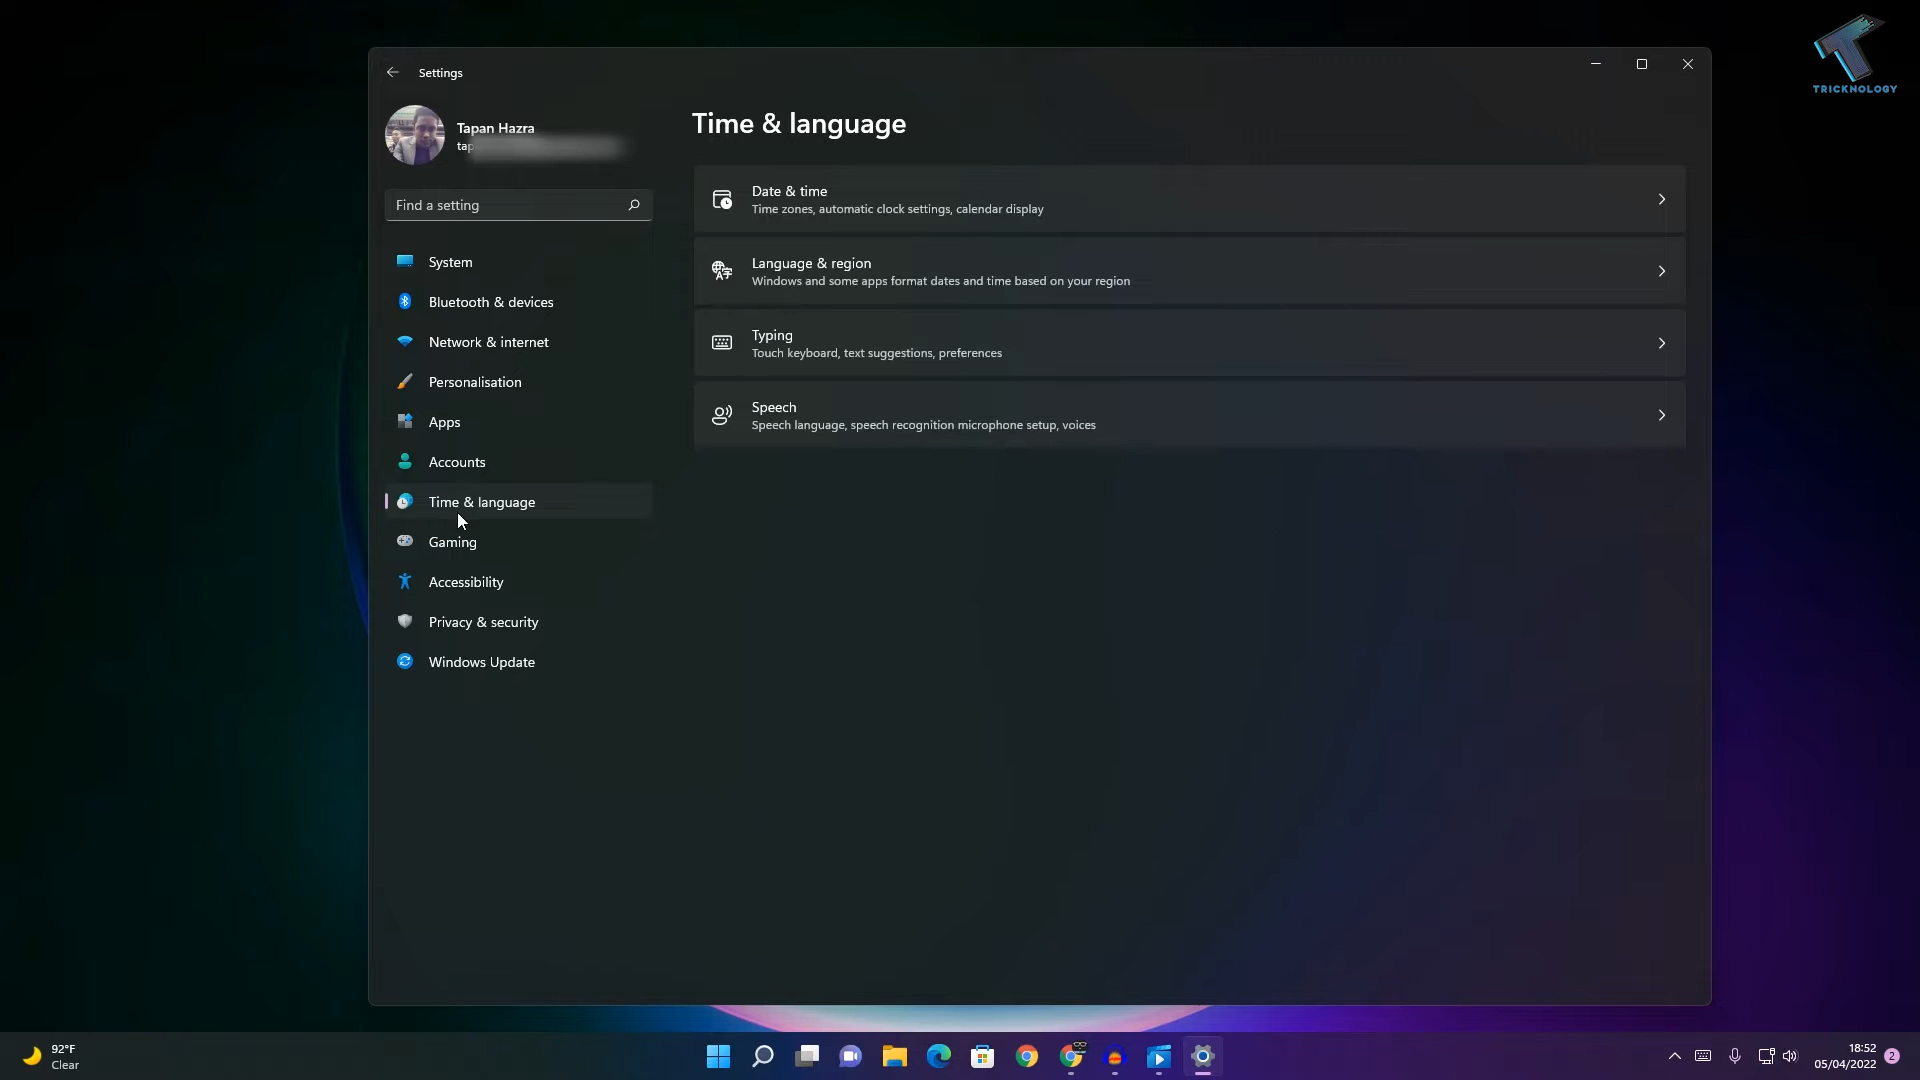 Settings
TRICKNOLOGY
Tapan Hazra
tap
Time & language
Find a setting
Date & time
Time zones, automatic clock settings, calendar display
Language & region
Windows and some apps format dates and time based on your region
Typing
Touch keyboard, text suggestions, preferences
Speech
Speech language, speech recognition microphone setup, voices
System
Bluetooth & devices
Network & internet
Personalisation
Apps
Accounts
Time & language
Gaming
Accessibility
Privacy & security
Windows Update
92°F
Clear
18:52
05/04/2022
2